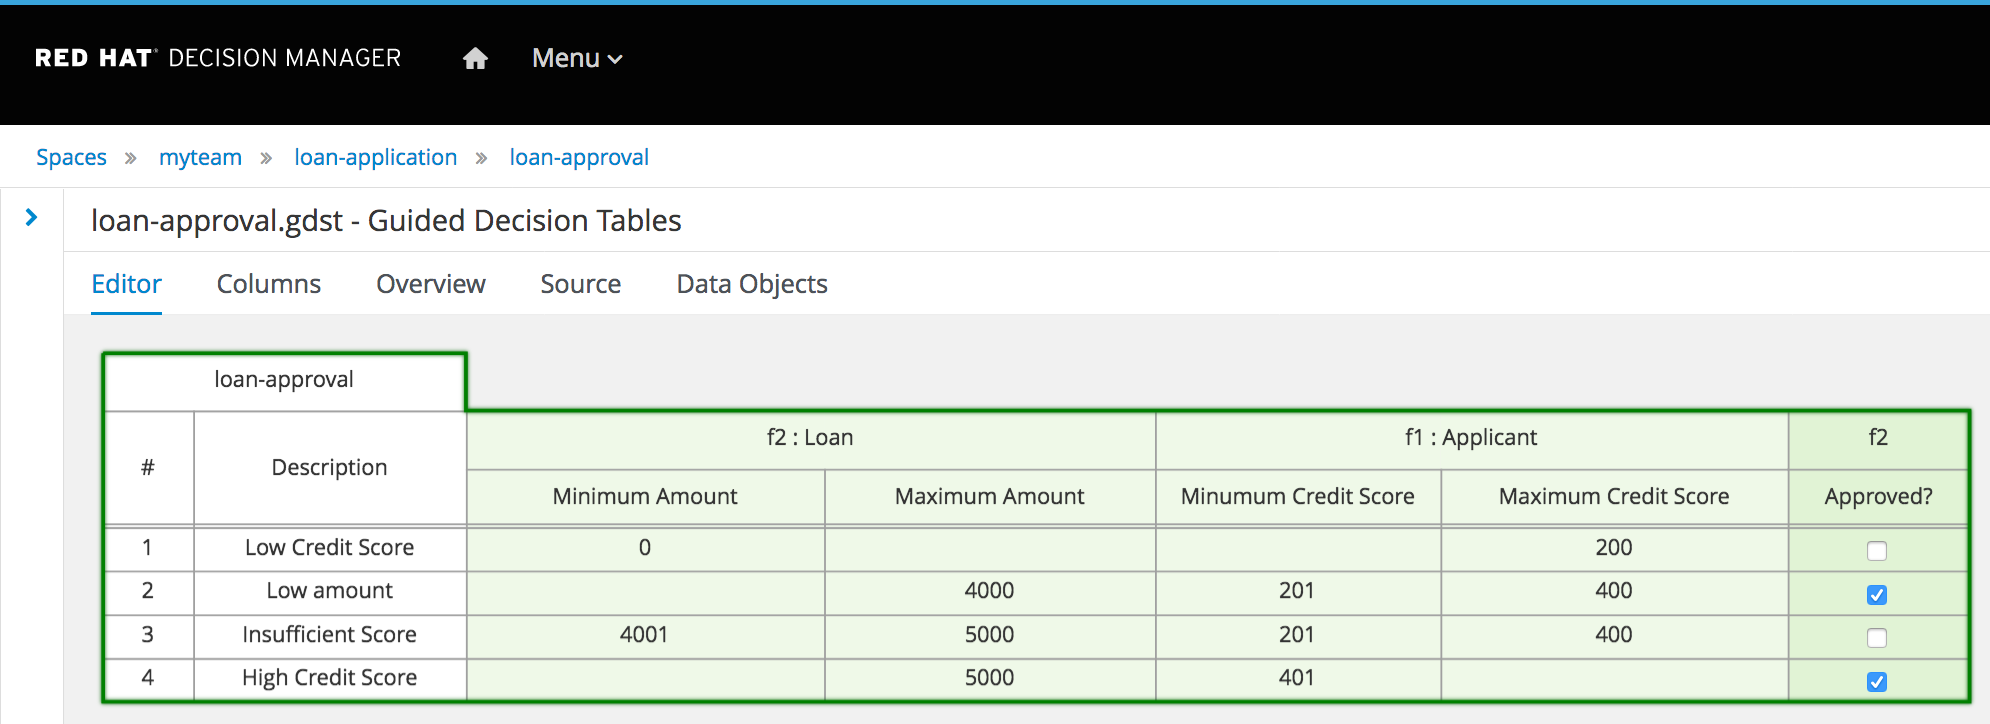 RED HAT® DECISION MANAGER Menu
Spaces » myteam » loan-application » loan-approval
loan-approval.gdst - Guided Decision Tables
Editor Columns Overview Source Data Objects
loan-approval
# Description f2 : Loan f1 : Applicant f2
Minimum Amount Maximum Amount Minumum Credit Score Maximum Credit Score Approved?
1 Low Credit Score 0 200
2 Low amount 4000 201 400
3 Insufficient Score 4001 5000 201 400
4 High Credit Score 5000 401